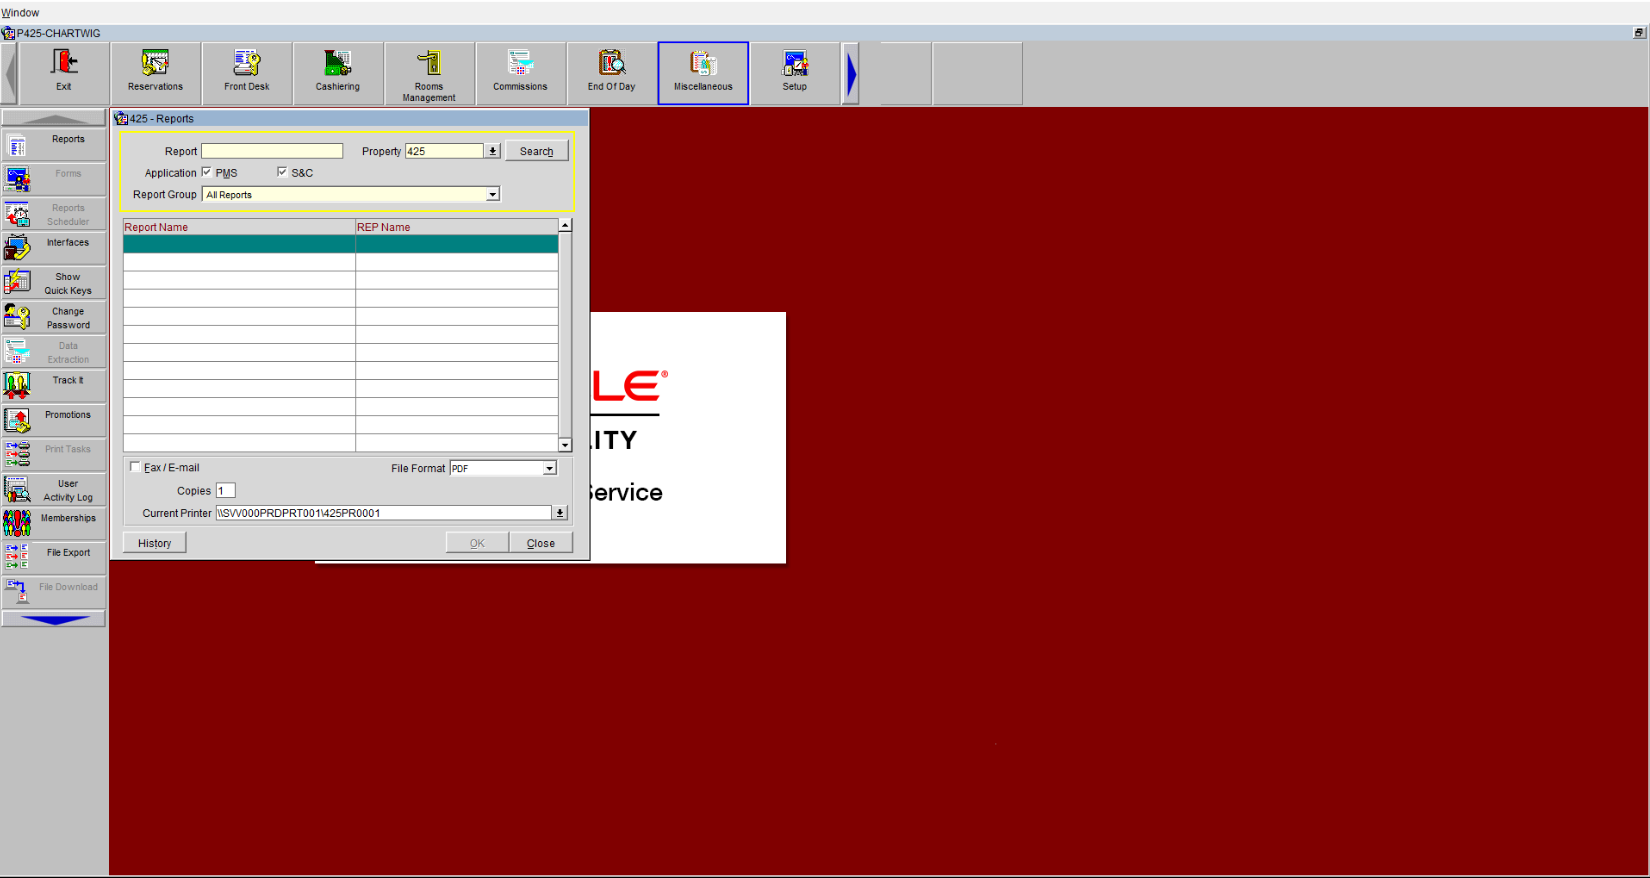 Window
P425-CHARTWIG
Exit
Reservations
Front Desk
Cashiering
Rooms
Management
Commissions
End Of Day
Miscellaneous
Setup
Reports
Forms
Reports
Scheduler
Interfaces
Show
Quick Keys
Change
Password
Data
Extraction
Track It
Promotions
Print Tasks
User
Activity Log
Memberships
File Export
File Download
425 - Reports
Report
Property 425
Search
Application PMS S&C
Report Group All Reports
Report Name REP Name
Fax / E-mail
File Format PDF
Copies 1
Current Printer \\SVV000PRDPRT001\425PR0001
History
OK
Close
LE®
LITY
Service